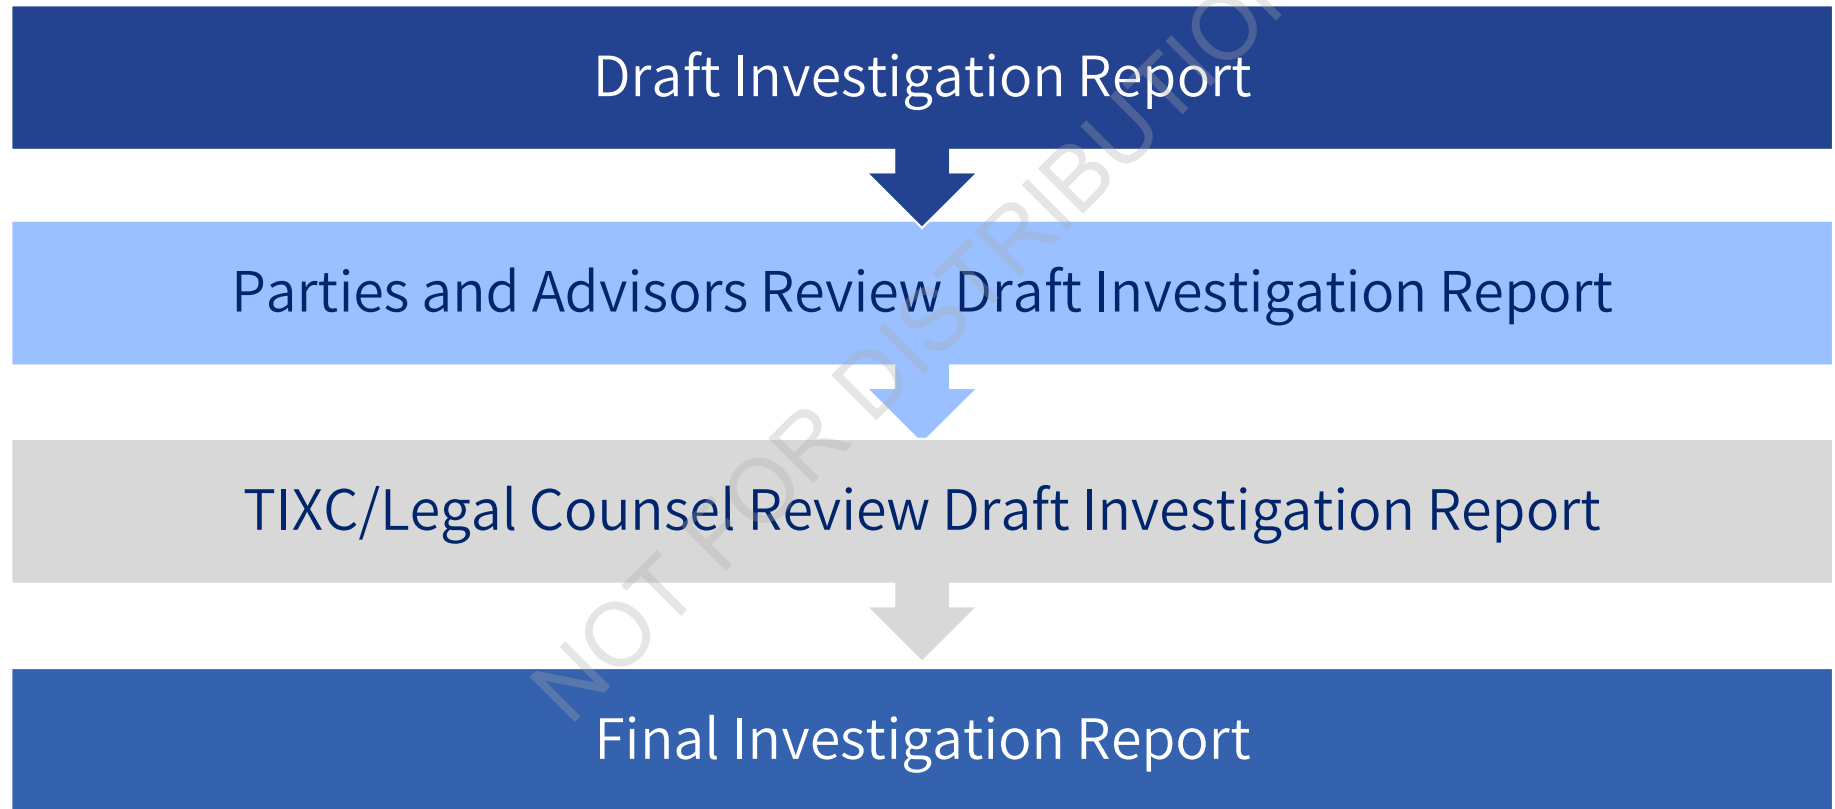 Draft Investigation Report
Parties and Advisors Review Draft Investigation Report
TIXC/Legal Counsel Review Draft Investigation Report
Final Investigation Report
NOT FOR DISTRIBUTION